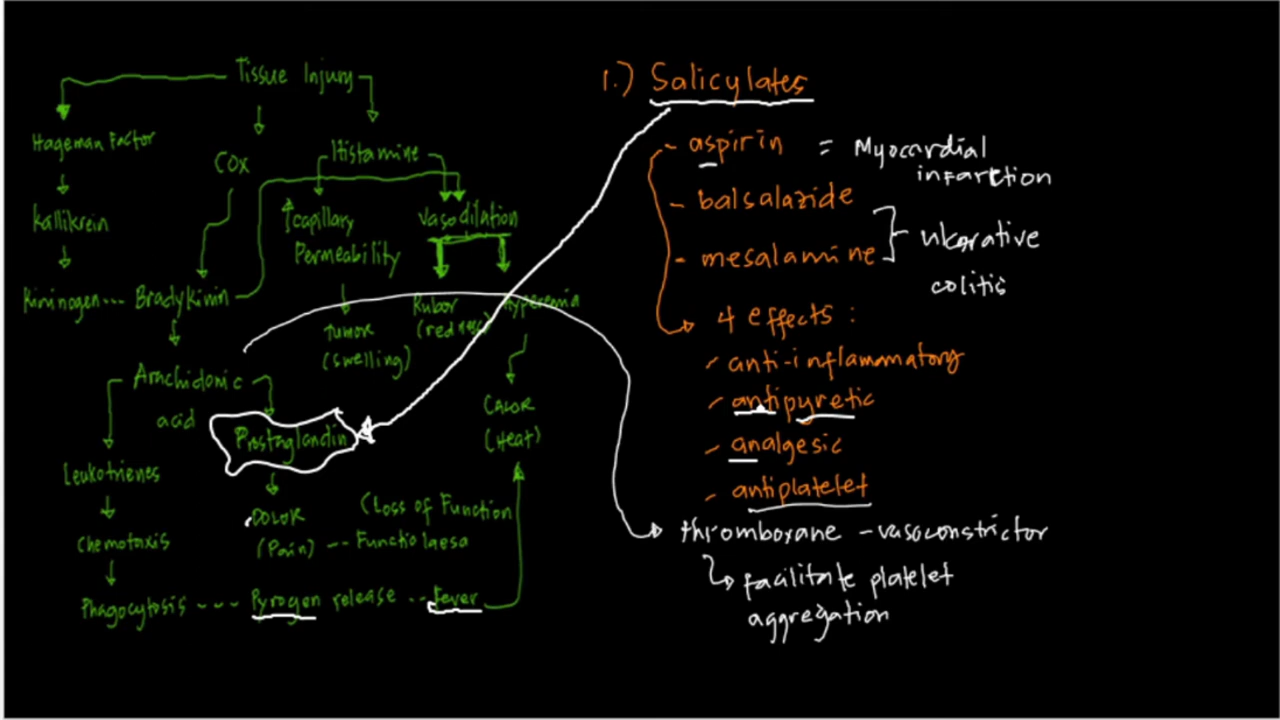 Tissue Injury
Hageman Factor
COX
Histamine
Kallikrein
↑capillary
Permeability
vasodilation
Kininogen--- Bradykinin
Tumor
(swelling)
Rubor
(redness)
Hyperemia
Arachidonic
acid
Prostaglandin
CALOR
(Heat)
Leukotrienes
DOLOR
(Pain) -- Functio laesa
(Loss of Function
Chemotaxis
Phagocytosis --- Pyrogen release -- Fever
1.) Salicylates
- aspirin = Myocardial
infarction
- balsalazide
- mesalamine
ulcerative
colitis
4 effects :
- anti-inflammatory
- antipyretic
- analgesic
- antiplatelet
thromboxane - vasoconstrictor
facilitate platelet
aggregation